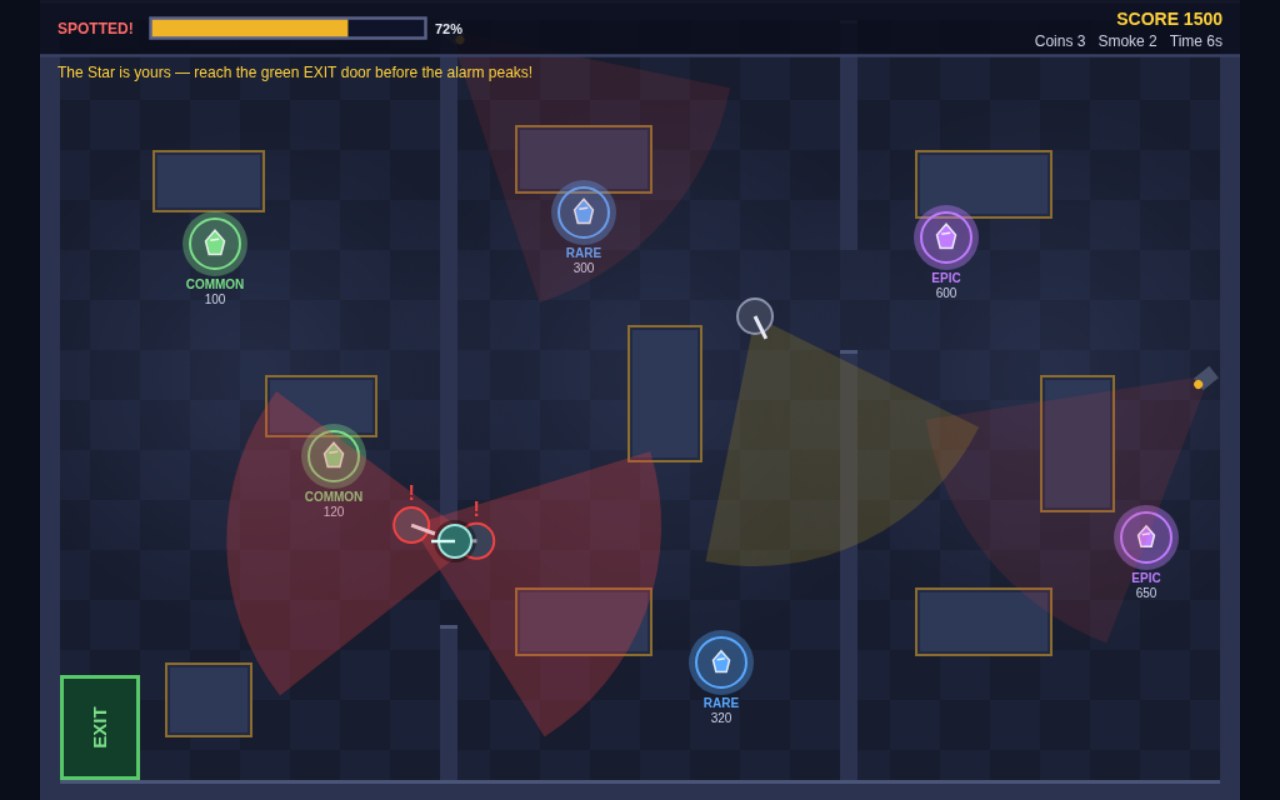 SPOTTED!
72%
SCORE 1500
Coins 3 Smoke 2 Time 6s
The Star is yours — reach the green EXIT door before the alarm peaks!
RARE
300
COMMON
100
EPIC
600
COMMON
120
!
!
EPIC
650
RARE
320
EXIT